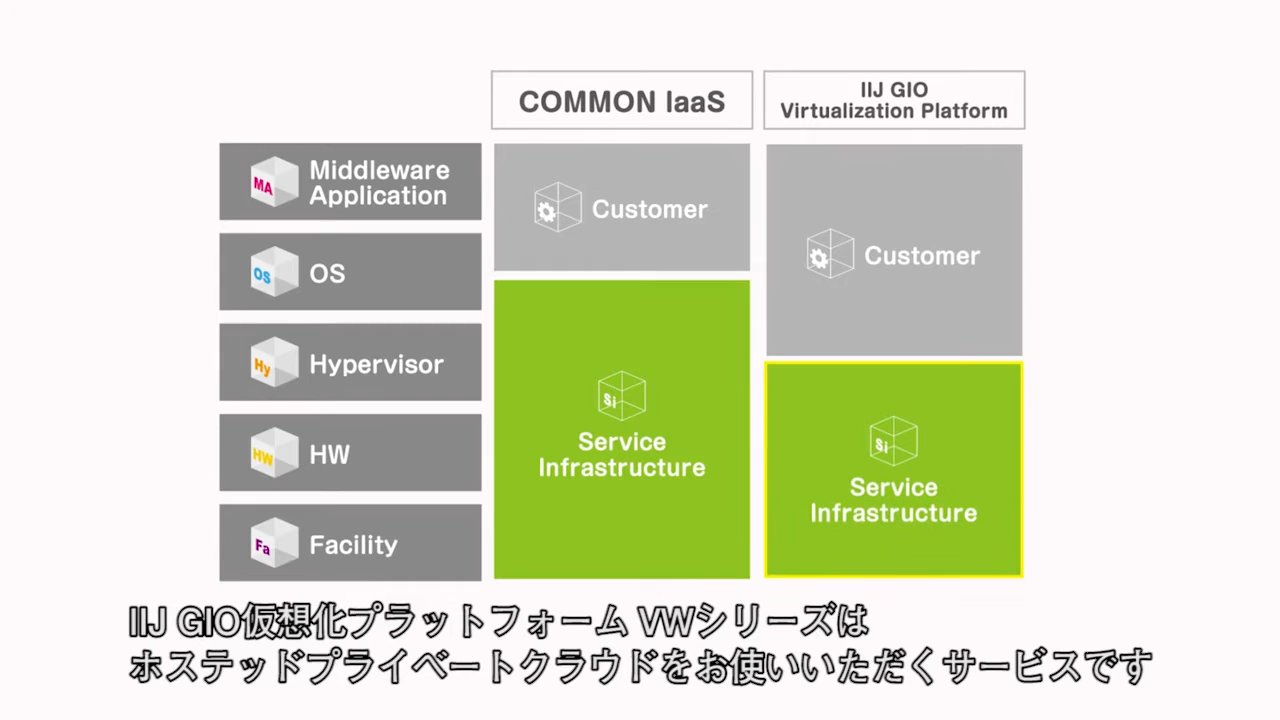 COMMON IaaS
IIJ GIO
Virtualization Platform
MA
Middleware
Application
OS
OS
Hy
Hypervisor
HW
HW
Fa
Facility
Customer
Si
Service
Infrastructure
Customer
Si
Service
Infrastructure
IIJ GIO仮想化プラットフォーム VWシリーズは
ホステッドプライベートクラウドをお使いいただくサービスです